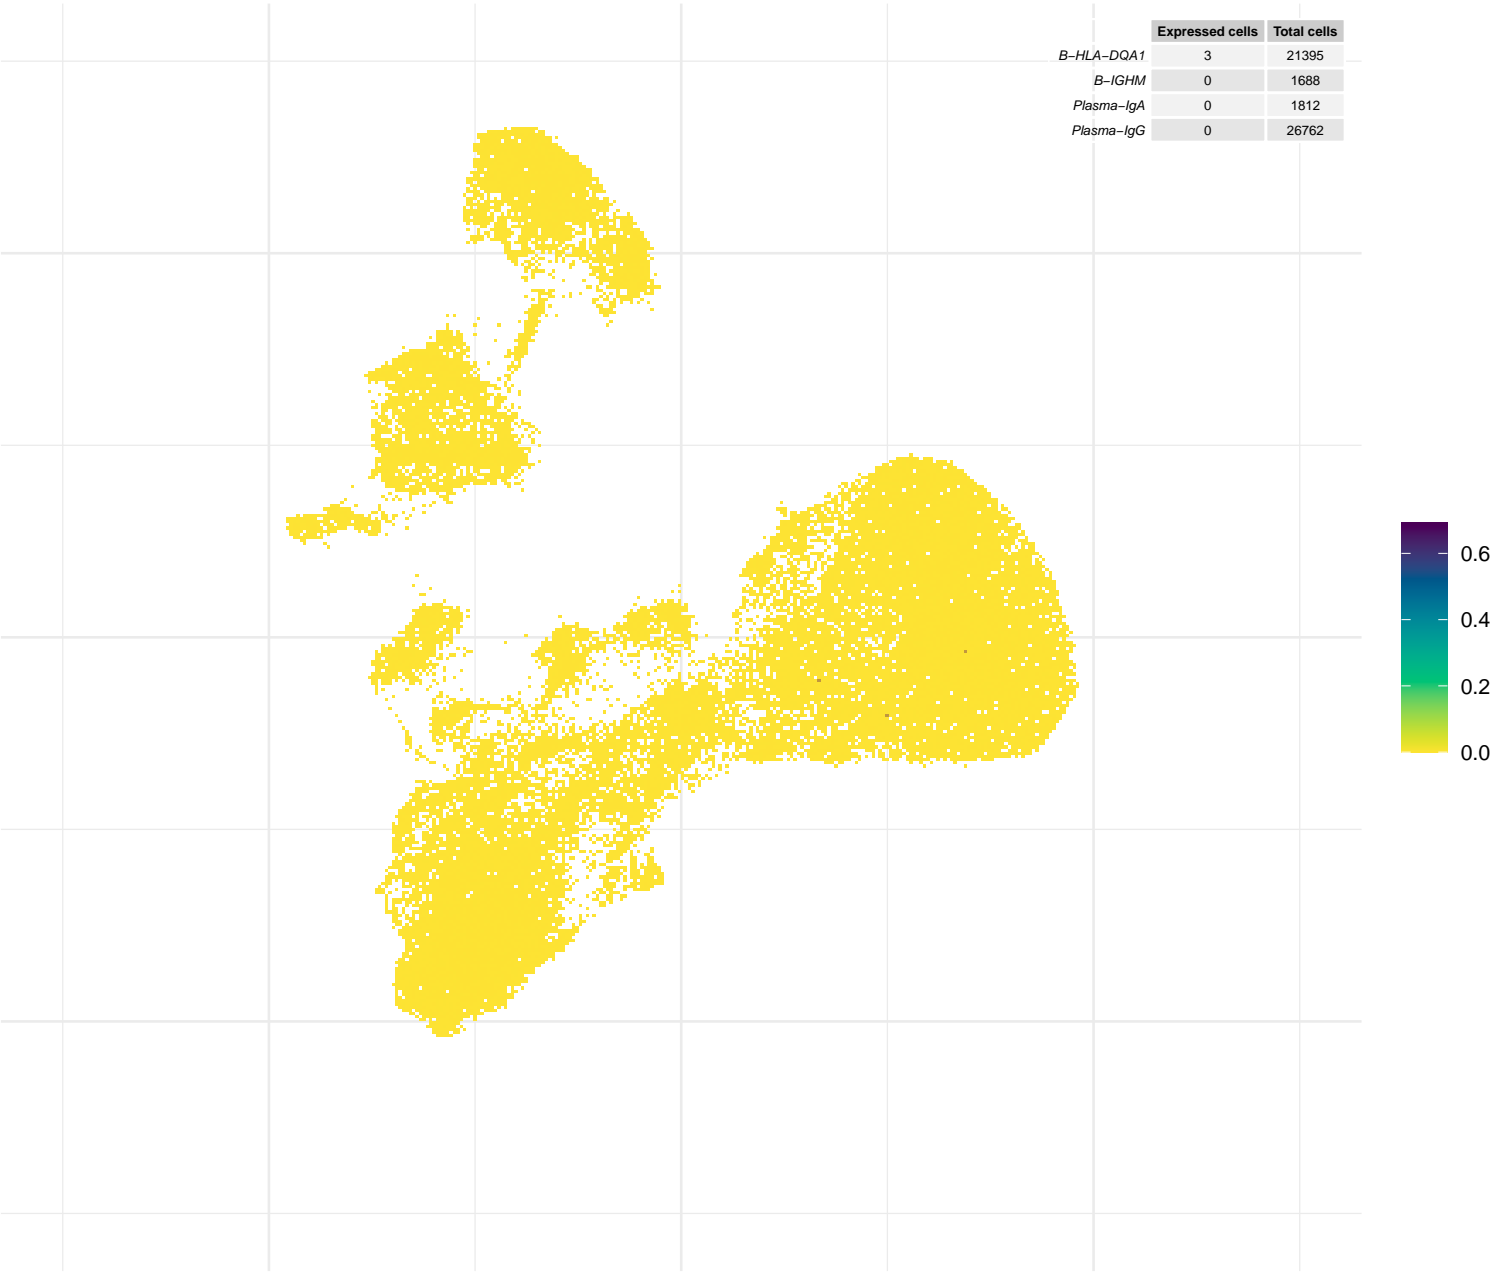 Expressed cells Total cells
B−HLA−DQA1 3 21395
B−IGHM 0 1688
Plasma−IgA 0 1812
Plasma−IgG 0 26762
0.6
0.4
0.2
0.0